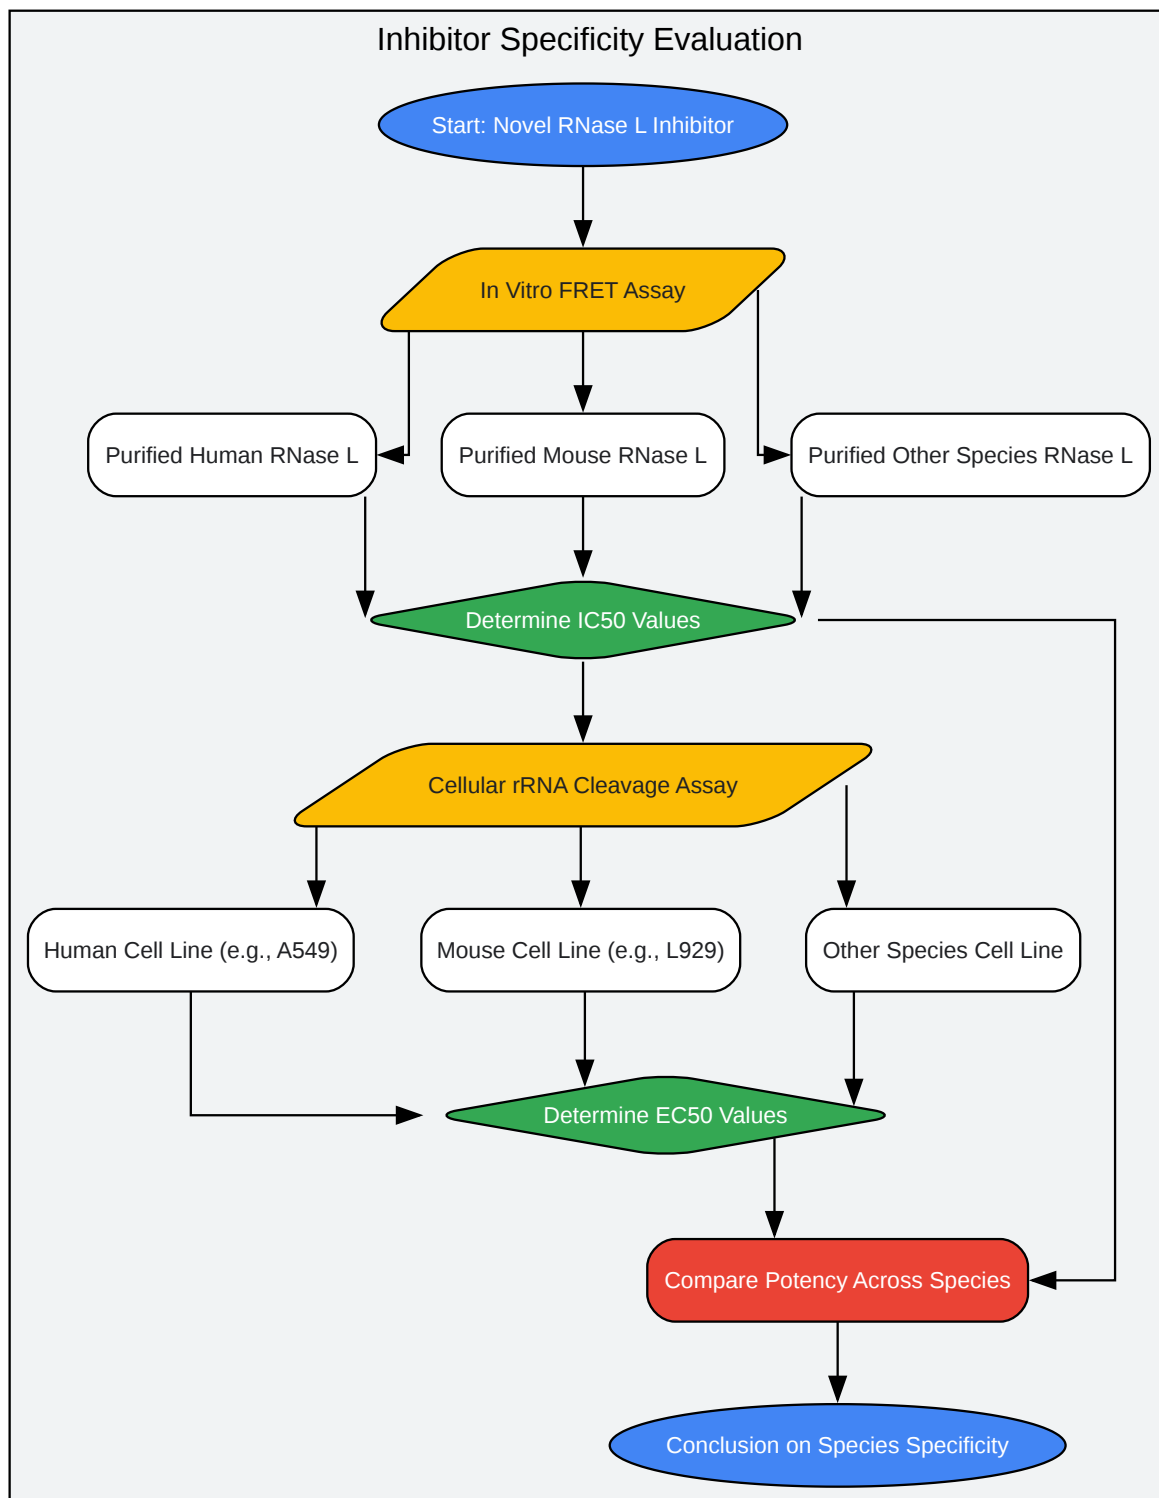 Inhibitor Specificity Evaluation
Start: Novel RNase L Inhibitor
In Vitro FRET Assay
Purified Human RNase L
Purified Mouse RNase L
Purified Other Species RNase L
Determine IC50 Values
Cellular rRNA Cleavage Assay
Human Cell Line (e.g., A549)
Mouse Cell Line (e.g., L929)
Other Species Cell Line
Determine EC50 Values
Compare Potency Across Species
Conclusion on Species Specificity